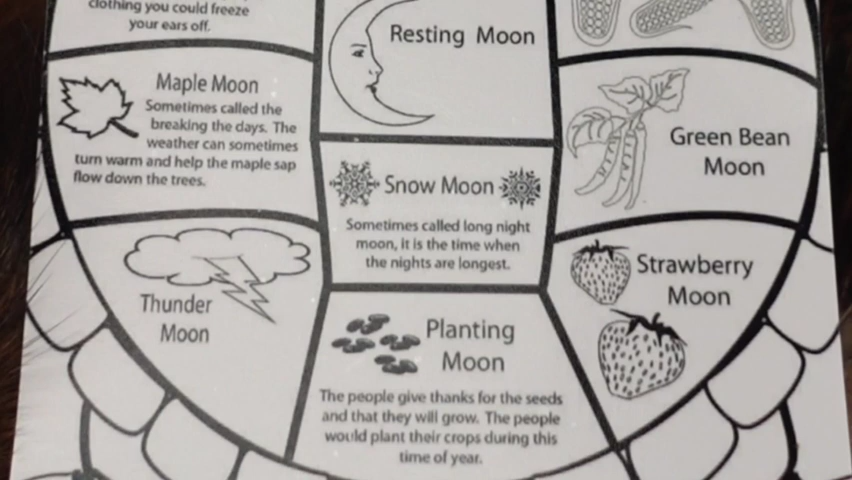 clothing you could freeze
your ears off.
Resting Moon
Maple Moon
Sometimes called the
breaking the days. The
weather can sometimes
turn warm and help the maple sap
flow down the trees.
Green Bean
Moon
Snow Moon
Sometimes called long night
moon, it is the time when
the nights are longest.
Thunder
Moon
Strawberry
Moon
Planting
Moon
The people give thanks for the seeds
and that they will grow. The people
would plant their crops during this
time of year.